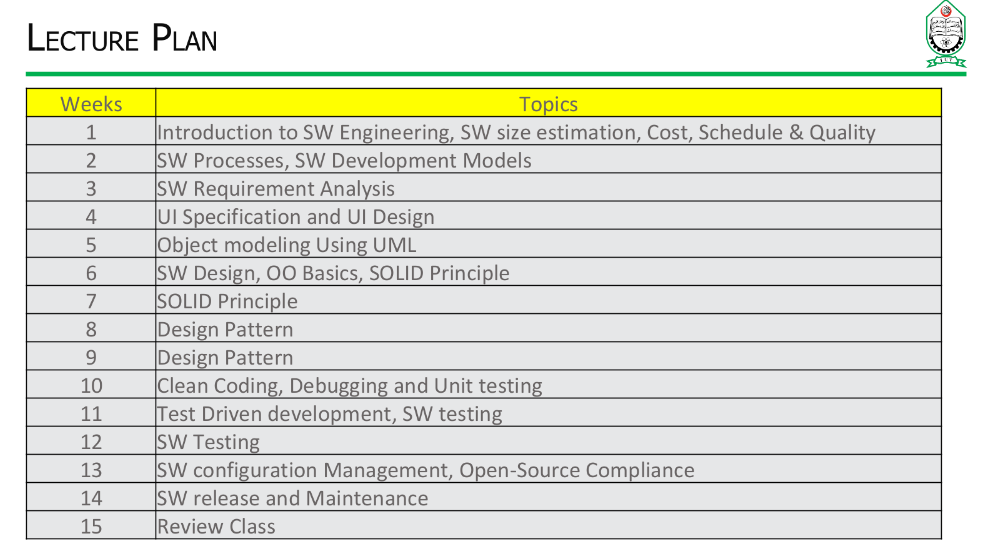 LECTURE PLAN
Weeks Topics
1 Introduction to SW Engineering, SW size estimation, Cost, Schedule & Quality
2 SW Processes, SW Development Models
3 SW Requirement Analysis
4 UI Specification and UI Design
5 Object modeling Using UML
6 SW Design, OO Basics, SOLID Principle
7 SOLID Principle
8 Design Pattern
9 Design Pattern
10 Clean Coding, Debugging and Unit testing
11 Test Driven development, SW testing
12 SW Testing
13 SW configuration Management, Open-Source Compliance
14 SW release and Maintenance
15 Review Class